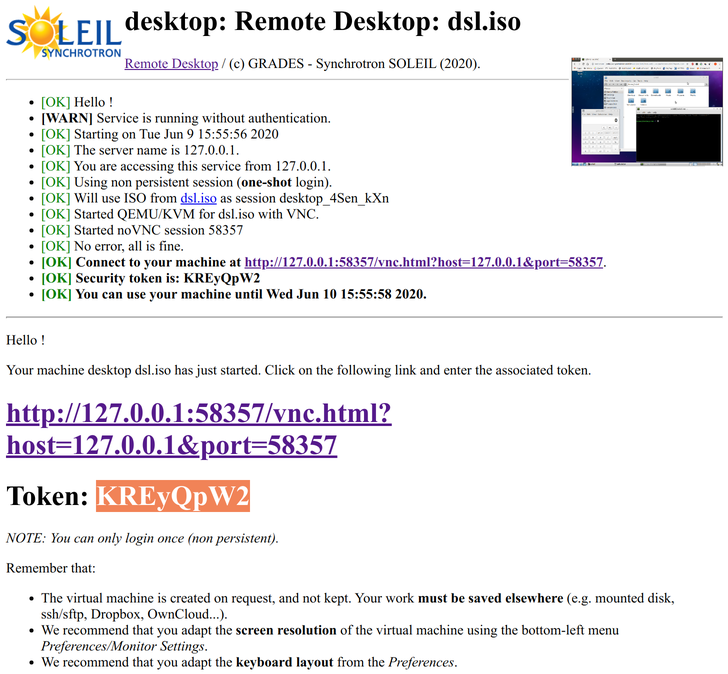 SOLEIL
SYNCHROTRON
desktop: Remote Desktop: dsl.iso
Remote Desktop / (c) GRADES - Synchrotron SOLEIL (2020).
[OK] Hello !
[WARN] Service is running without authentication.
[OK] Starting on Tue Jun 9 15:55:56 2020
[OK] The server name is 127.0.0.1.
[OK] You are accessing this service from 127.0.0.1.
[OK] Using non persistent session (one-shot login).
[OK] Will use ISO from dsl.iso as session desktop_4Sen_kXn
[OK] Started QEMU/KVM for dsl.iso with VNC.
[OK] Started noVNC session 58357
[OK] No error, all is fine.
[OK] Connect to your machine at http://127.0.0.1:58357/vnc.html?host=127.0.0.1&port=58357.
[OK] Security token is: KREyQpW2
[OK] You can use your machine until Wed Jun 10 15:55:58 2020.
Hello !
Your machine desktop dsl.iso has just started. Click on the following link and enter the associated token.
http://127.0.0.1:58357/vnc.html?
host=127.0.0.1&port=58357
Token: KREyQpW2
NOTE: You can only login once (non persistent).
Remember that:
The virtual machine is created on request, and not kept. Your work must be saved elsewhere (e.g. mounted disk,
ssh/sftp, Dropbox, OwnCloud...).
We recommend that you adapt the screen resolution of the virtual machine using the bottom-left menu
Preferences/Monitor Settings.
We recommend that you adapt the keyboard layout from the Preferences.